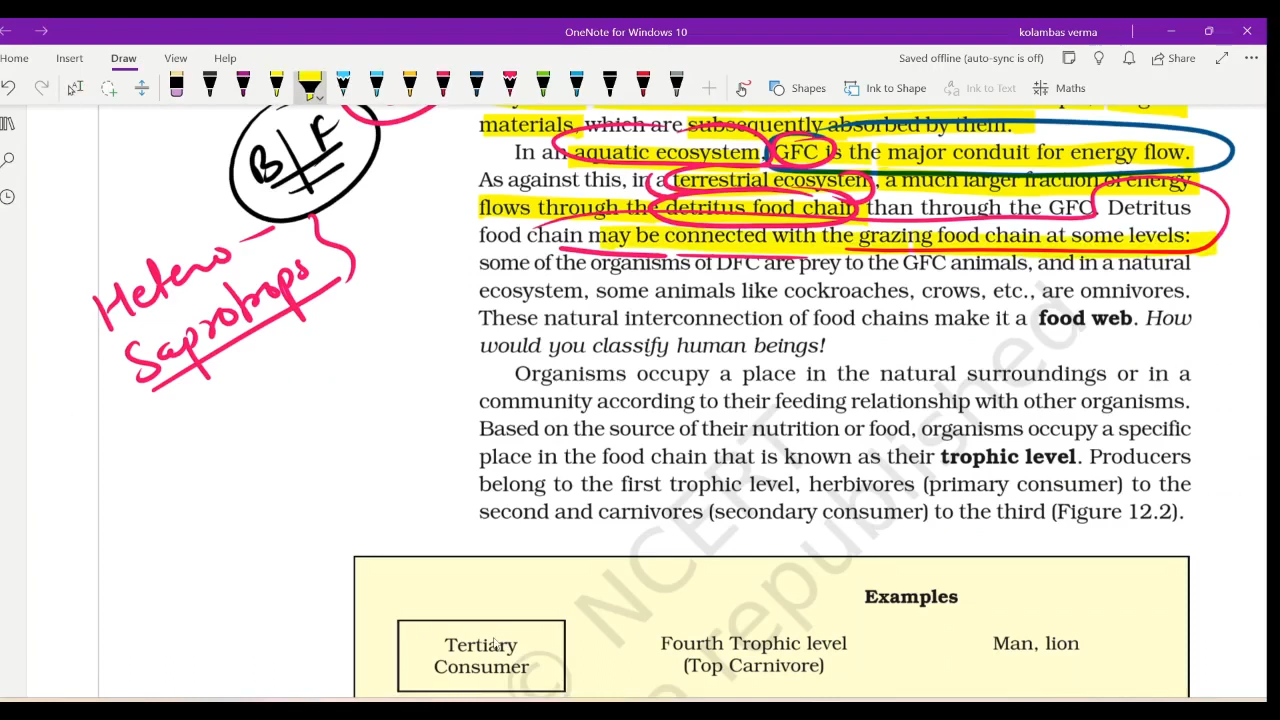 OneNote for Windows 10
kolambas verma
Home Insert Draw View Help
Saved offline (auto-sync is off)
Share
Shapes
Ink to Shape
Ink to Text
Maths
materials, which are subsequently absorbed by them.
In an aquatic ecosystem, GFC is the major conduit for energy flow.
As against this, in a terrestrial ecosystem, a much larger fraction of energy
flows through the detritus food chain than through the GFC. Detritus
food chain may be connected with the grazing food chain at some levels:
some of the organisms of DFC are prey to the GFC animals, and in a natural
ecosystem, some animals like cockroaches, crows, etc., are omnivores.
These natural interconnection of food chains make it a food web. How
would you classify human beings!
Organisms occupy a place in the natural surroundings or in a
community according to their feeding relationship with other organisms.
Based on the source of their nutrition or food, organisms occupy a specific
place in the food chain that is known as their trophic level. Producers
belong to the first trophic level, herbivores (primary consumer) to the
second and carnivores (secondary consumer) to the third (Figure 12.2).
B F
Hetero
Saprotrops
Examples
Tertiary
Consumer
Fourth Trophic level
(Top Carnivore)
Man, lion
© NCERT
republished